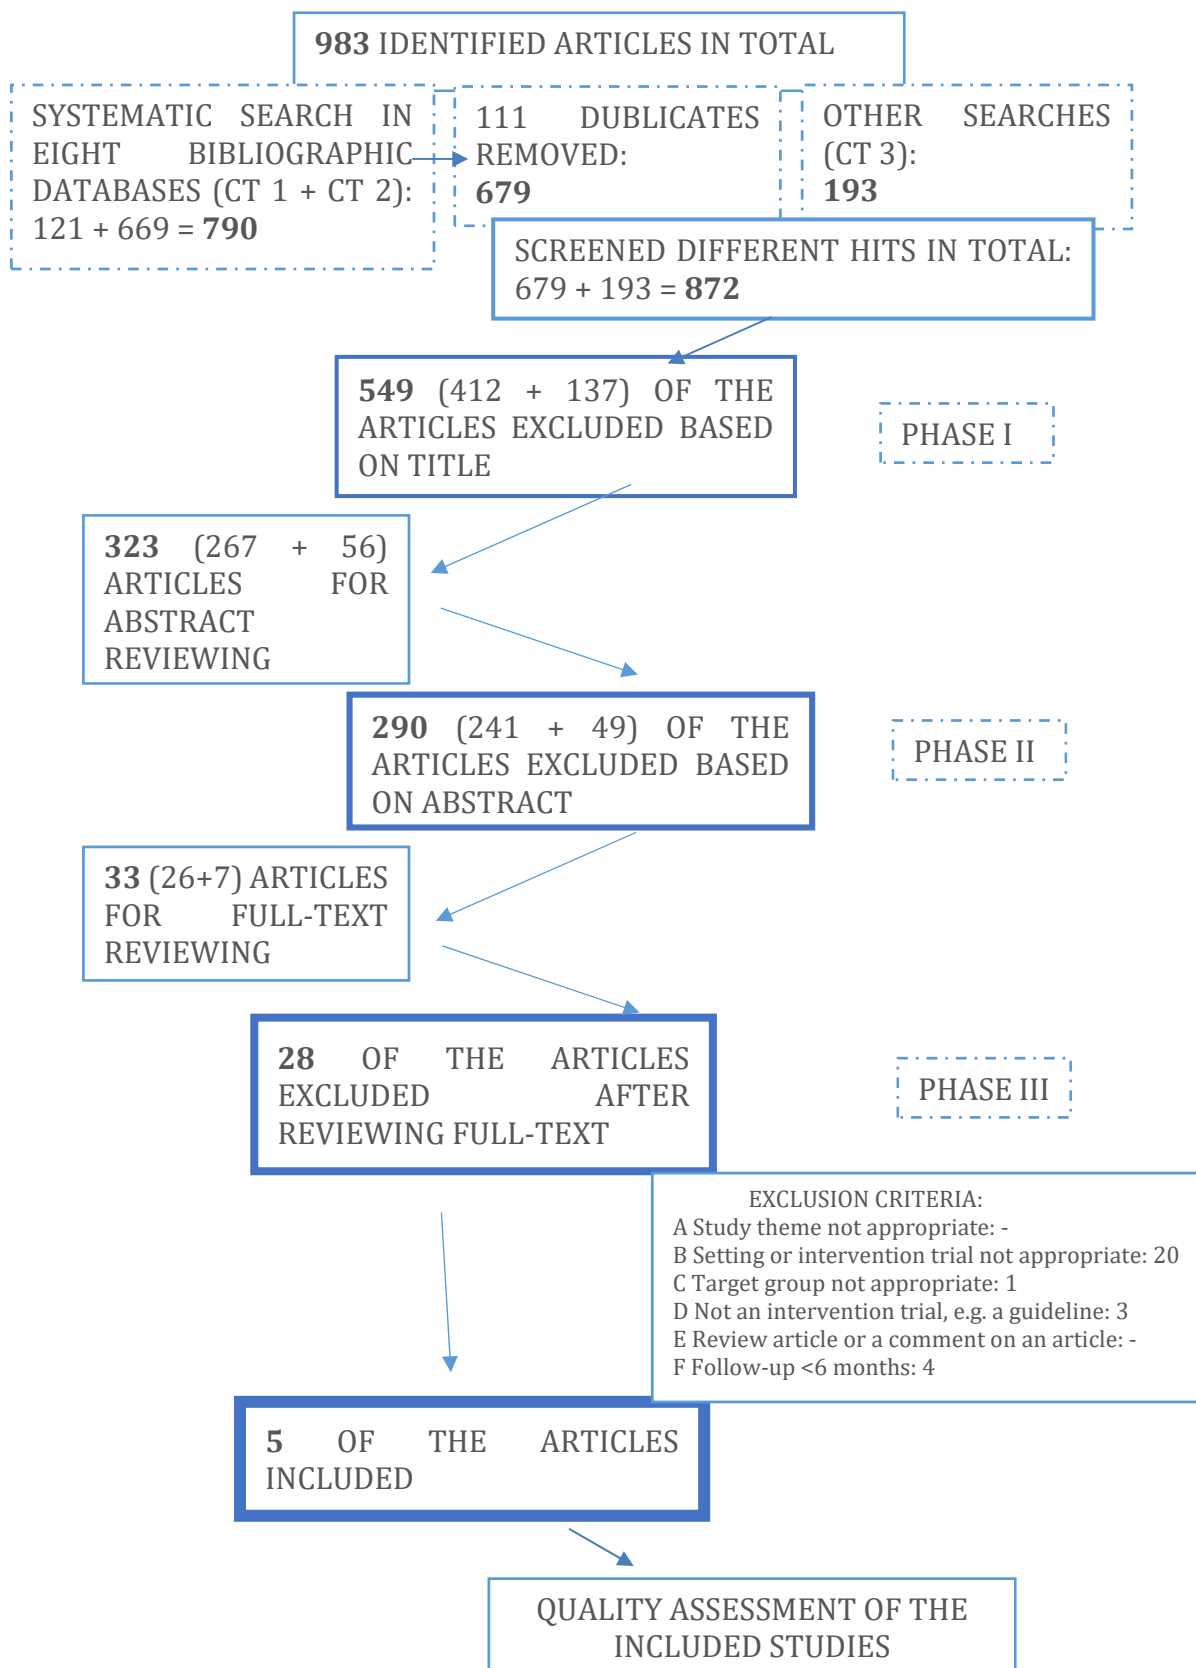 983 IDENTIFIED ARTICLES IN TOTAL
SYSTEMATIC SEARCH IN
EIGHT BIBLIOGRAPHIC
DATABASES (CT 1 + CT 2):
121 + 669 = 790
111 DUBLICATES
REMOVED:
679
OTHER SEARCHES
(CT 3):
193
SCREENED DIFFERENT HITS IN TOTAL:
679 + 193 = 872
549 (412 + 137) OF THE
ARTICLES EXCLUDED BASED
ON TITLE
PHASE I
323 (267 + 56)
ARTICLES FOR
ABSTRACT
REVIEWING
290 (241 + 49) OF THE
ARTICLES EXCLUDED BASED
ON ABSTRACT
PHASE II
33 (26+7) ARTICLES
FOR FULL-TEXT
REVIEWING
28 OF THE ARTICLES
EXCLUDED AFTER
REVIEWING FULL-TEXT
PHASE III
EXCLUSION CRITERIA:
A Study theme not appropriate: -
B Setting or intervention trial not appropriate: 20
C Target group not appropriate: 1
D Not an intervention trial, e.g. a guideline: 3
E Review article or a comment on an article: -
F Follow-up <6 months: 4
5 OF THE ARTICLES
INCLUDED
QUALITY ASSESSMENT OF THE
INCLUDED STUDIES